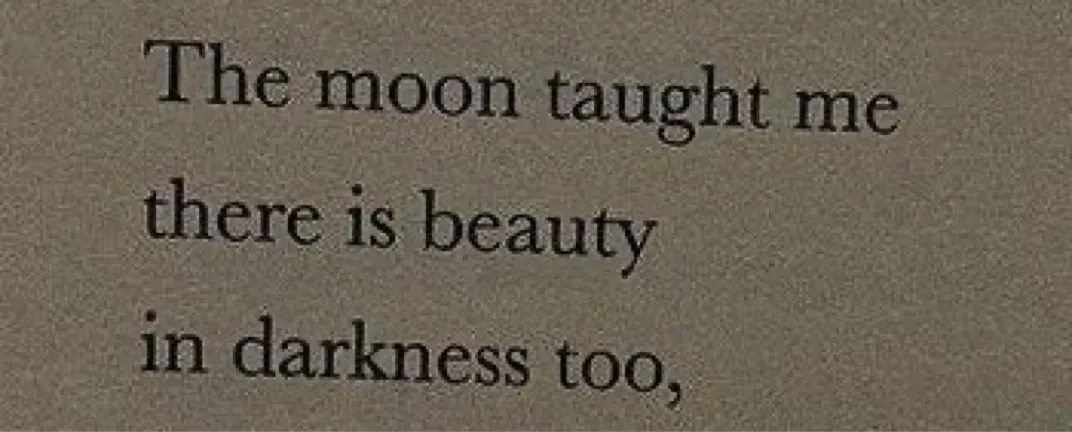 The moon taught me
there is beauty
in darkness too,